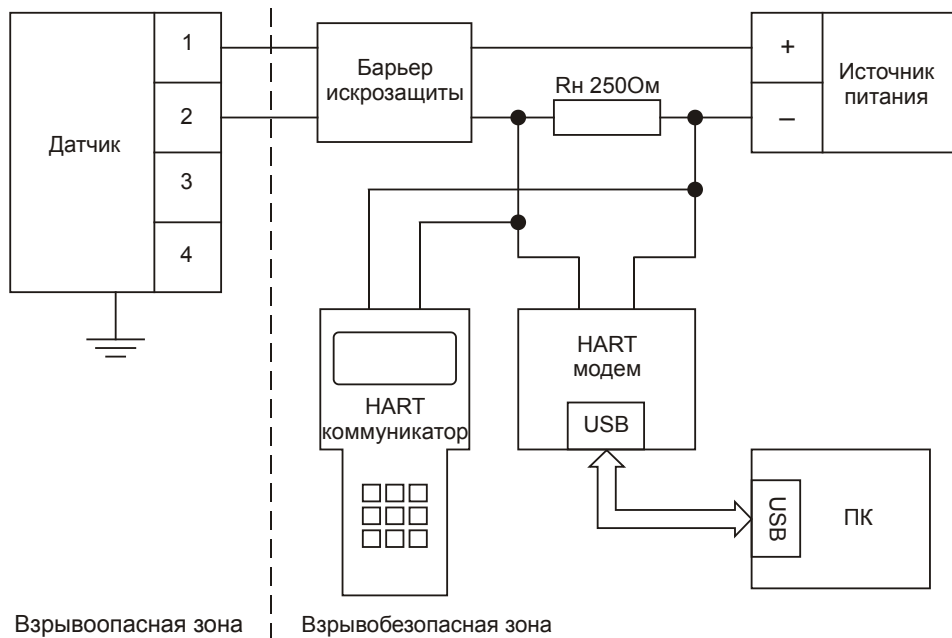 Датчик
1
2
3
4
Барьер
искрозащиты
Rн 250Ом
+
–
Источник
питания
HART
коммуникатор
HART
модем
USB
USB
ПК
Взрывоопасная зона
Взрывобезопасная зона